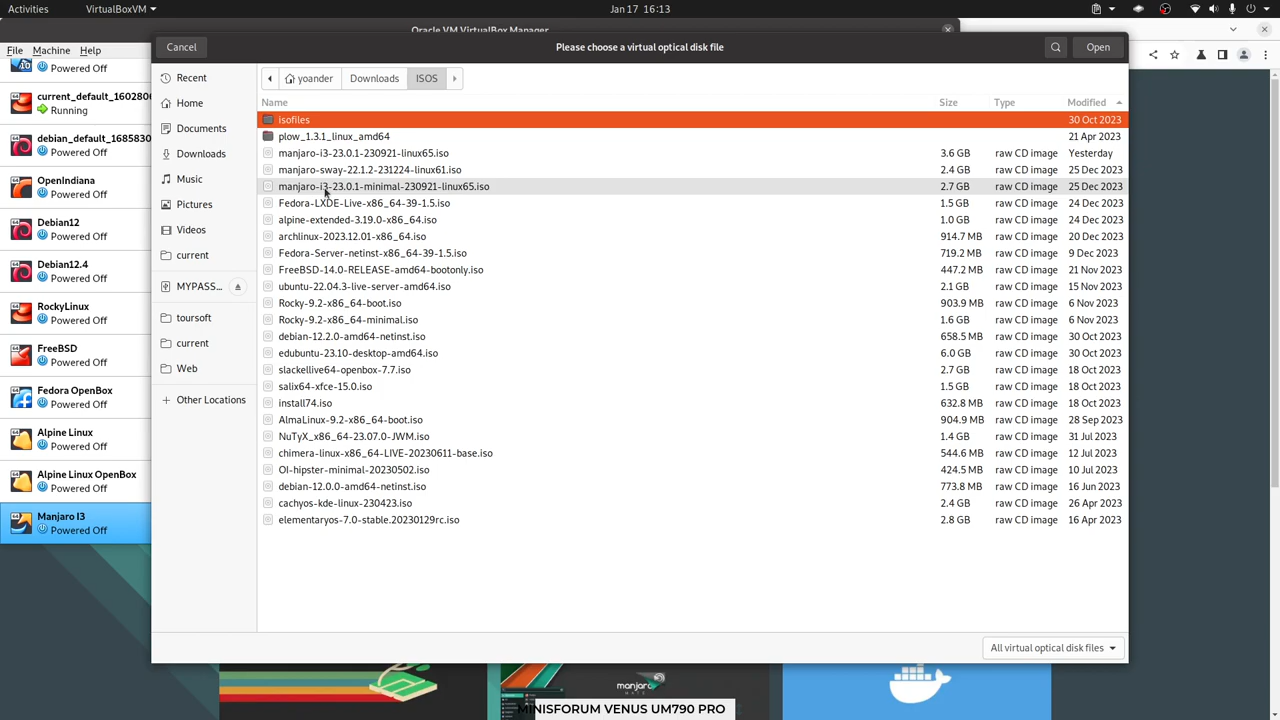 Activities
VirtualBoxVM
Jan 17 16:13
Oracle VM VirtualBox Manager
File Machine Help
Powered Off
current_default_1602806
Running
debian_default_1685830
Powered Off
OpenIndiana
Powered Off
Debian12
Powered Off
Debian12.4
Powered Off
RockyLinux
Powered Off
FreeBSD
Powered Off
Fedora OpenBox
Powered Off
Alpine Linux
Powered Off
Alpine Linux OpenBox
Powered Off
Manjaro I3
Powered Off
Cancel
Please choose a virtual optical disk file
Open
Recent
Home
Documents
Downloads
Music
Pictures
Videos
current
MYPASS...
toursoft
current
Web
Other Locations
yoander Downloads ISOS
Name Size Type Modified
isofiles 30 Oct 2023
plow_1.3.1_linux_amd64 21 Apr 2023
manjaro-i3-23.0.1-230921-linux65.iso 3.6 GB raw CD image Yesterday
manjaro-sway-22.1.2-231224-linux61.iso 2.4 GB raw CD image 25 Dec 2023
manjaro-i3-23.0.1-minimal-230921-linux65.iso 2.7 GB raw CD image 25 Dec 2023
Fedora-LXDE-Live-x86_64-39-1.5.iso 1.5 GB raw CD image 24 Dec 2023
alpine-extended-3.19.0-x86_64.iso 1.0 GB raw CD image 24 Dec 2023
archlinux-2023.12.01-x86_64.iso 914.7 MB raw CD image 20 Dec 2023
Fedora-Server-netinst-x86_64-39-1.5.iso 719.2 MB raw CD image 9 Dec 2023
FreeBSD-14.0-RELEASE-amd64-bootonly.iso 447.2 MB raw CD image 21 Nov 2023
ubuntu-22.04.3-live-server-amd64.iso 2.1 GB raw CD image 15 Nov 2023
Rocky-9.2-x86_64-boot.iso 903.9 MB raw CD image 6 Nov 2023
Rocky-9.2-x86_64-minimal.iso 1.6 GB raw CD image 6 Nov 2023
debian-12.2.0-amd64-netinst.iso 658.5 MB raw CD image 30 Oct 2023
edubuntu-23.10-desktop-amd64.iso 6.0 GB raw CD image 30 Oct 2023
slackellive64-openbox-7.7.iso 2.7 GB raw CD image 18 Oct 2023
salix64-xfce-15.0.iso 1.5 GB raw CD image 18 Oct 2023
install74.iso 632.8 MB raw CD image 18 Oct 2023
AlmaLinux-9.2-x86_64-boot.iso 904.9 MB raw CD image 28 Sep 2023
NuTyX_x86_64-23.07.0-JWM.iso 1.4 GB raw CD image 31 Jul 2023
chimera-linux-x86_64-LIVE-20230611-base.iso 544.6 MB raw CD image 12 Jul 2023
OI-hipster-minimal-20230502.iso 424.5 MB raw CD image 10 Jul 2023
debian-12.0.0-amd64-netinst.iso 773.8 MB raw CD image 16 Jun 2023
cachyos-kde-linux-230423.iso 2.4 GB raw CD image 26 Apr 2023
elementaryos-7.0-stable.20230129rc.iso 2.8 GB raw CD image 16 Apr 2023
All virtual optical disk files
manjaro
MINISFORUM VENUS UM790 PRO